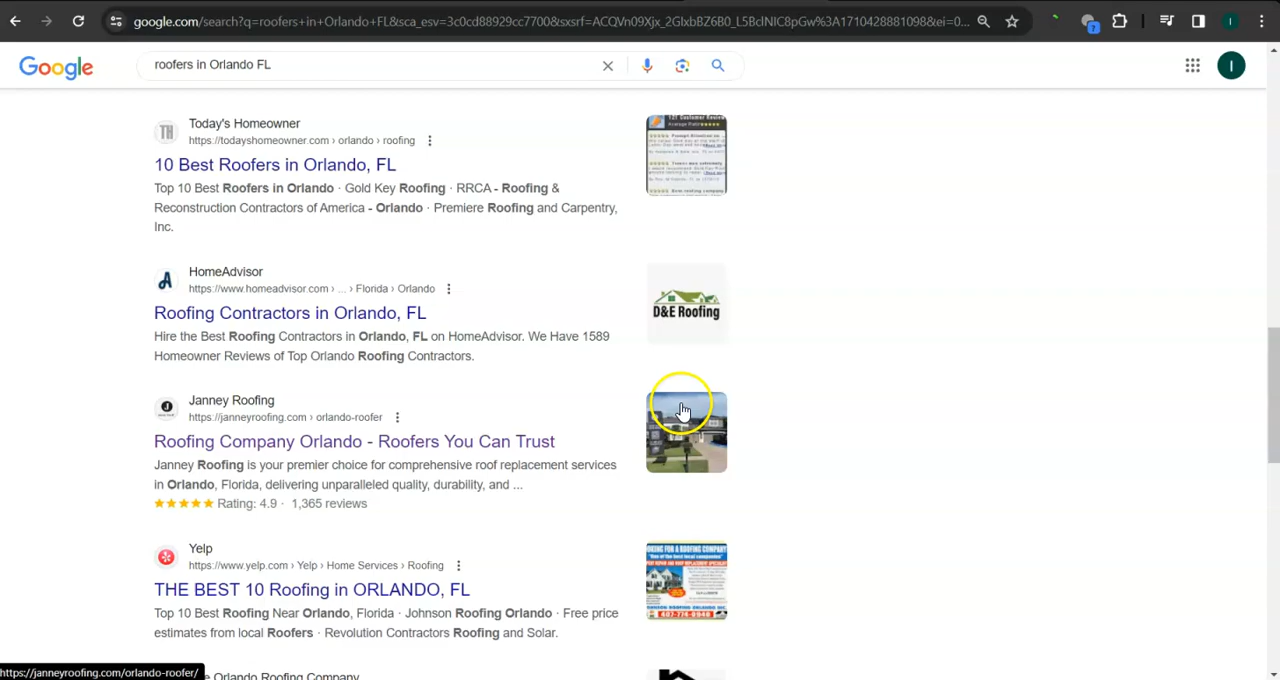 google.com/search?q=roofers+in+Orlando+FL&sca_esv=3c0cd88929cc7700&sxsrf=ACQVn09Xjx_2GlxbBZ6B0_L5BclNIC8pGw%3A1710428881098&ei=0...
Google
roofers in Orlando FL
Today's Homeowner
https://todayshomeowner.com › orlando › roofing
10 Best Roofers in Orlando, FL
Top 10 Best Roofers in Orlando · Gold Key Roofing · RRCA - Roofing &
Reconstruction Contractors of America - Orlando · Premiere Roofing and Carpentry,
Inc.
HomeAdvisor
https://www.homeadvisor.com › ... › Florida › Orlando
Roofing Contractors in Orlando, FL
Hire the Best Roofing Contractors in Orlando, FL on HomeAdvisor. We Have 1589
Homeowner Reviews of Top Orlando Roofing Contractors.
D&E Roofing
Janney Roofing
https://janneyroofing.com › orlando-roofer
Roofing Company Orlando - Roofers You Can Trust
Janney Roofing is your premier choice for comprehensive roof replacement services
in Orlando, Florida, delivering unparalleled quality, durability, and ...
Rating: 4.9 · 1,365 reviews
Yelp
https://www.yelp.com › Yelp › Home Services › Roofing
THE BEST 10 Roofing in ORLANDO, FL
Top 10 Best Roofing Near Orlando, Florida · Johnson Roofing Orlando · Free price
estimates from local Roofers · Revolution Contractors Roofing and Solar.
https://janneyroofing.com/orlando-roofer/
Orlando Roofing Company